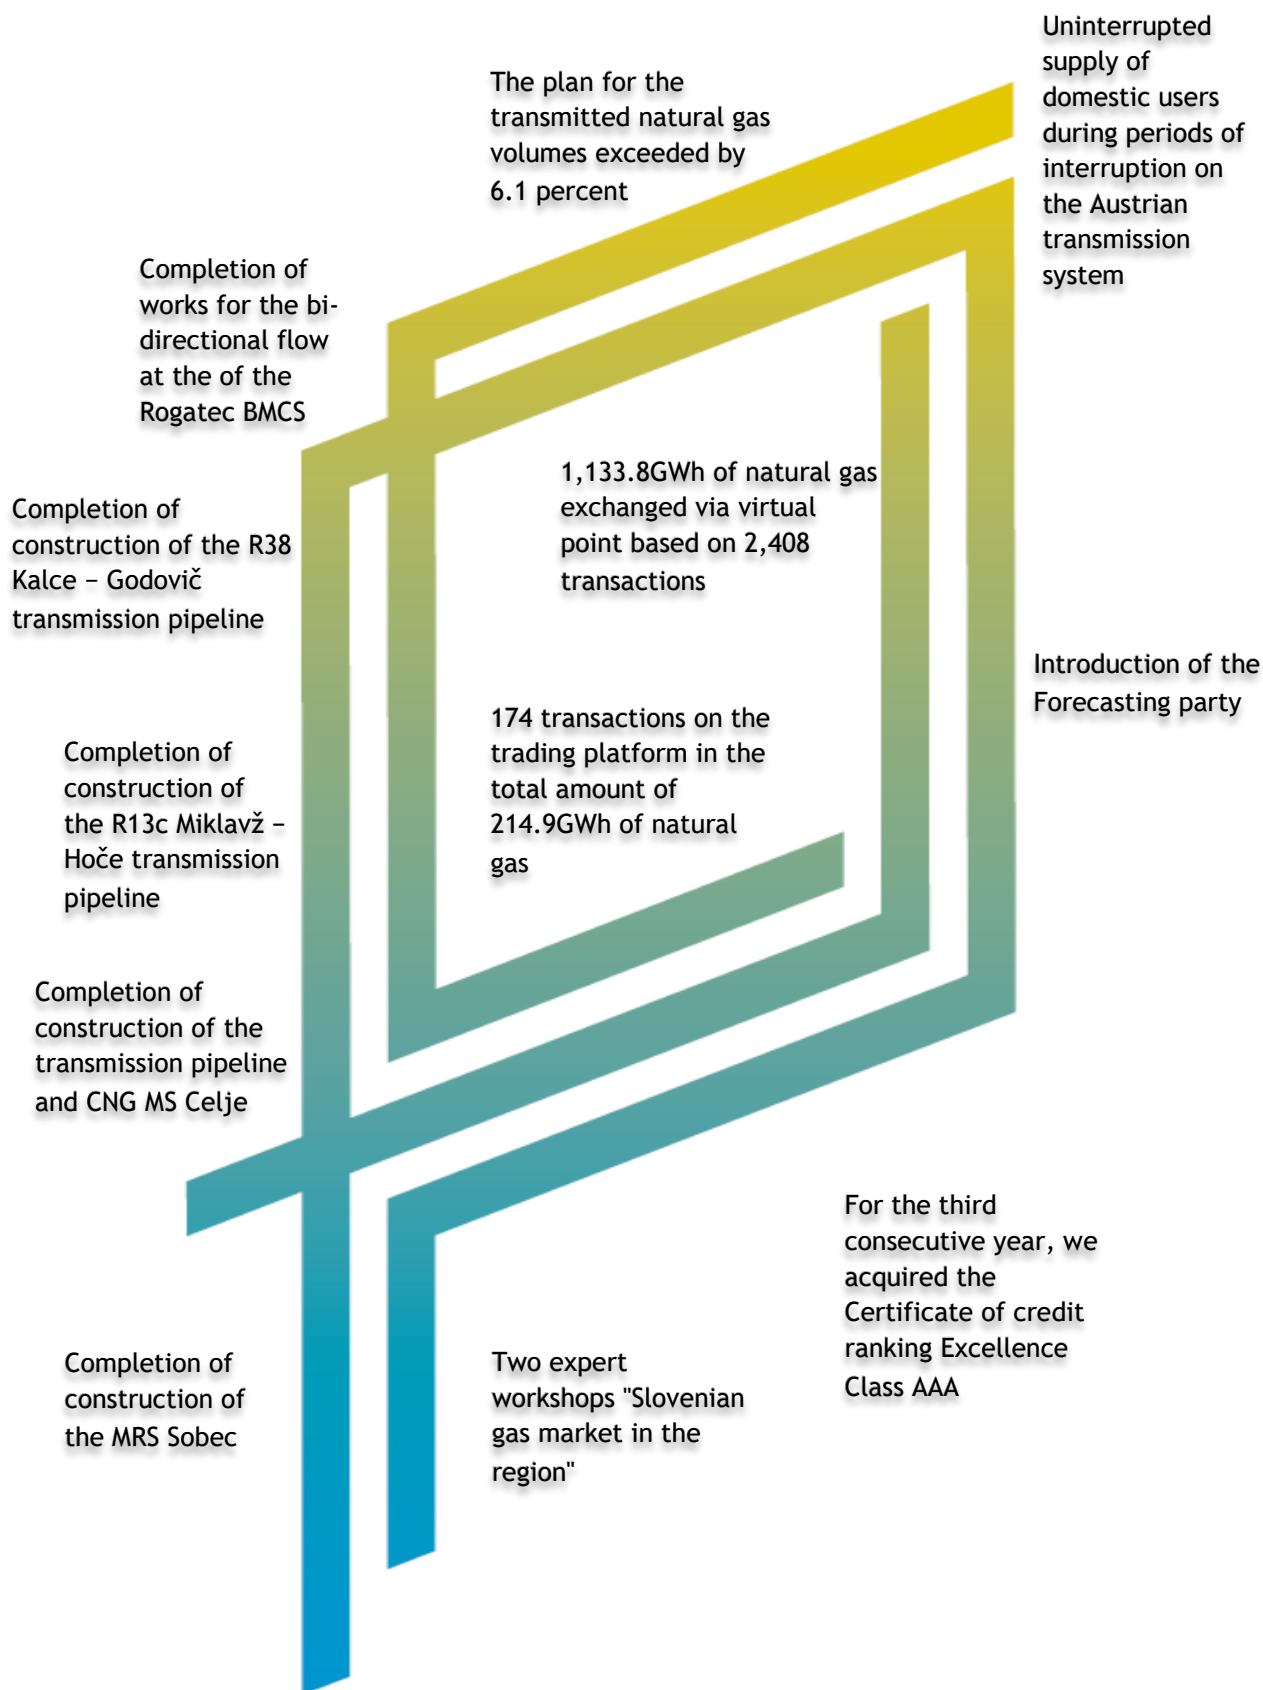 Uninterrupted
supply of
domestic users
during periods of
interruption on
the Austrian
transmission
system
The plan for the
transmitted natural gas
volumes exceeded by
6.1 percent
Completion of
works for the bi-
directional flow
at the of the
Rogatec BMCS
1,133.8GWh of natural gas
exchanged via virtual
point based on 2,408
transactions
Completion of
construction of the R38
Kalce – Godovič
transmission pipeline
Introduction of the
Forecasting party
174 transactions on the
trading platform in the
total amount of
214.9GWh of natural
gas
Completion of
construction of
the R13c Miklavž –
Hoče transmission
pipeline
Completion of
construction of the
transmission pipeline
and CNG MS Celje
For the third
consecutive year, we
acquired the
Certificate of credit
ranking Excellence
Class AAA
Completion of
construction of
the MRS Sobec
Two expert
workshops "Slovenian
gas market in the
region"